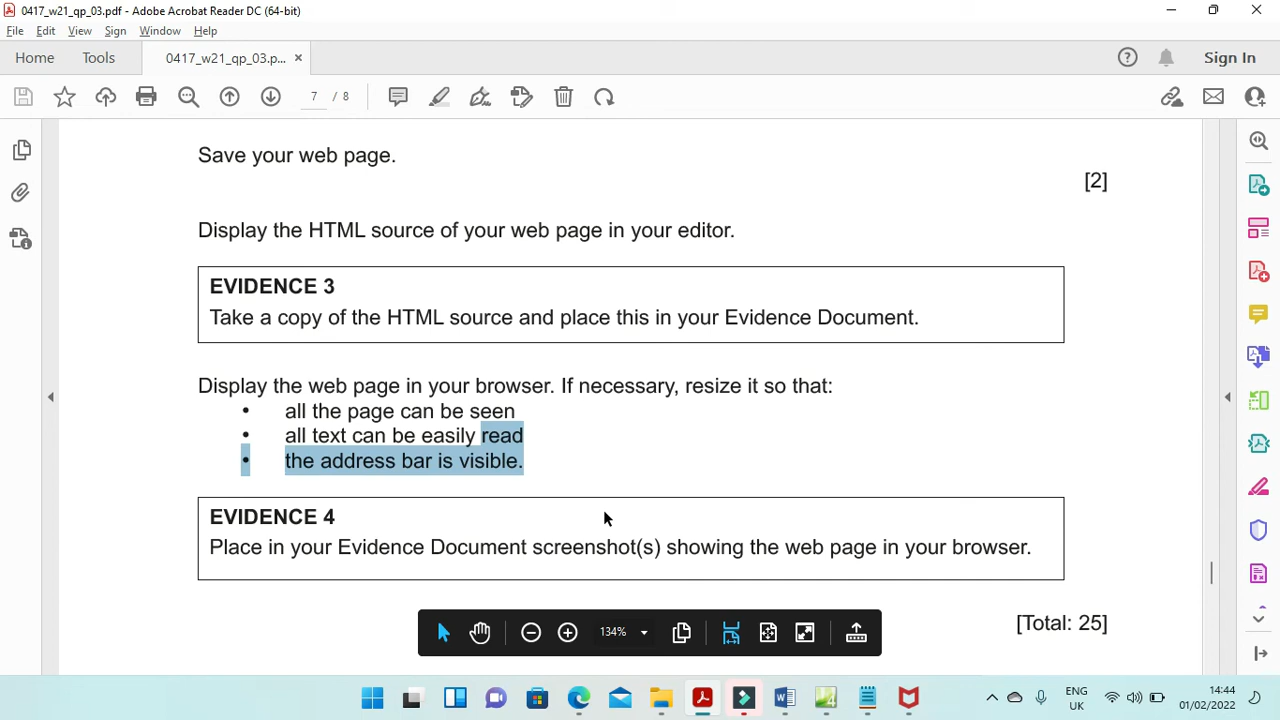 0417_w21_qp_03.pdf - Adobe Acrobat Reader DC (64-bit)
File Edit View Sign Window Help
Home Tools 0417_w21_qp_03.p... × Sign In
7 / 8
Save your web page.
[2]
Display the HTML source of your web page in your editor.
EVIDENCE 3
Take a copy of the HTML source and place this in your Evidence Document.
Display the web page in your browser. If necessary, resize it so that:
• all the page can be seen
• all text can be easily read
• the address bar is visible.
EVIDENCE 4
Place in your Evidence Document screenshot(s) showing the web page in your browser.
134%
[Total: 25]
ENG
UK
14:44
01/02/2022